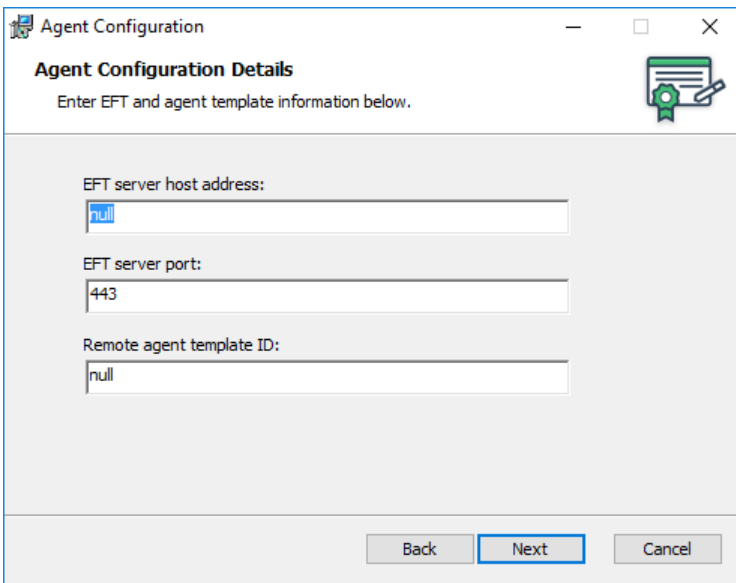 Agent Configuration
Agent Configuration Details
Enter EFT and agent template information below.
EFT server host address:
null
EFT server port:
443
Remote agent template ID:
null
Back Next Cancel